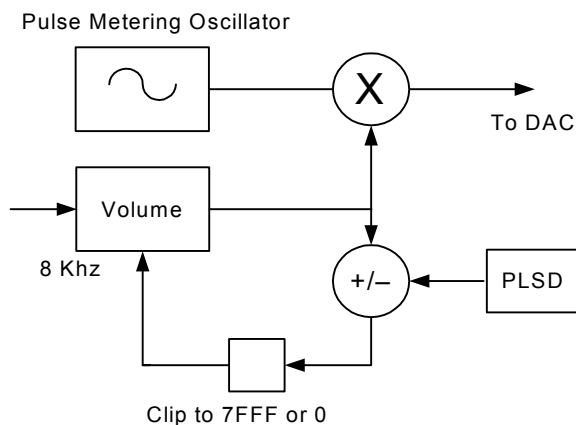 Pulse Metering Oscillator
X
To DAC
Volume
8 Khz
+/–
PLSD
Clip to 7FFF or 0